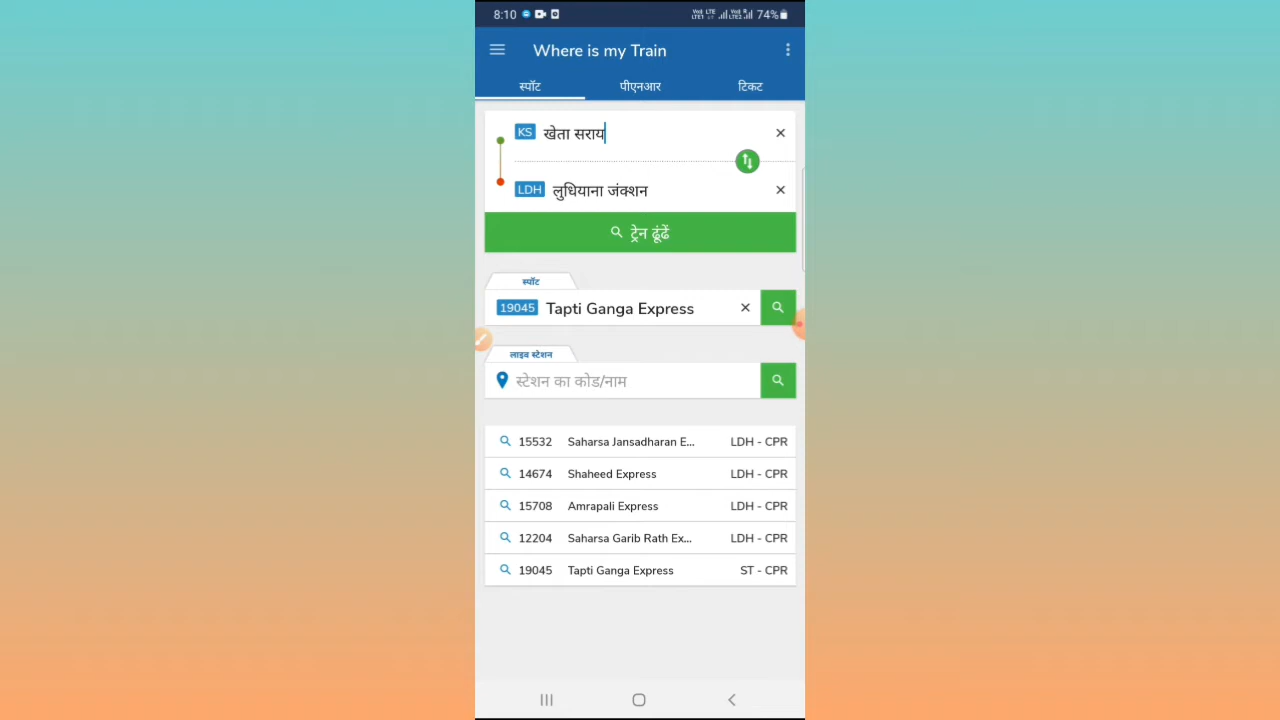 8:10 74%
Where is my Train
स्पॉट पीएनआर टिकट
KS खेता सराय
LDH लुधियाना जंक्शन
ट्रेन ढूंढें
स्पॉट
19045 Tapti Ganga Express
लाइव स्टेशन
स्टेशन का कोड/नाम
15532 Saharsa Jansadharan E... LDH - CPR
14674 Shaheed Express LDH - CPR
15708 Amrapali Express LDH - CPR
12204 Saharsa Garib Rath Ex... LDH - CPR
19045 Tapti Ganga Express ST - CPR